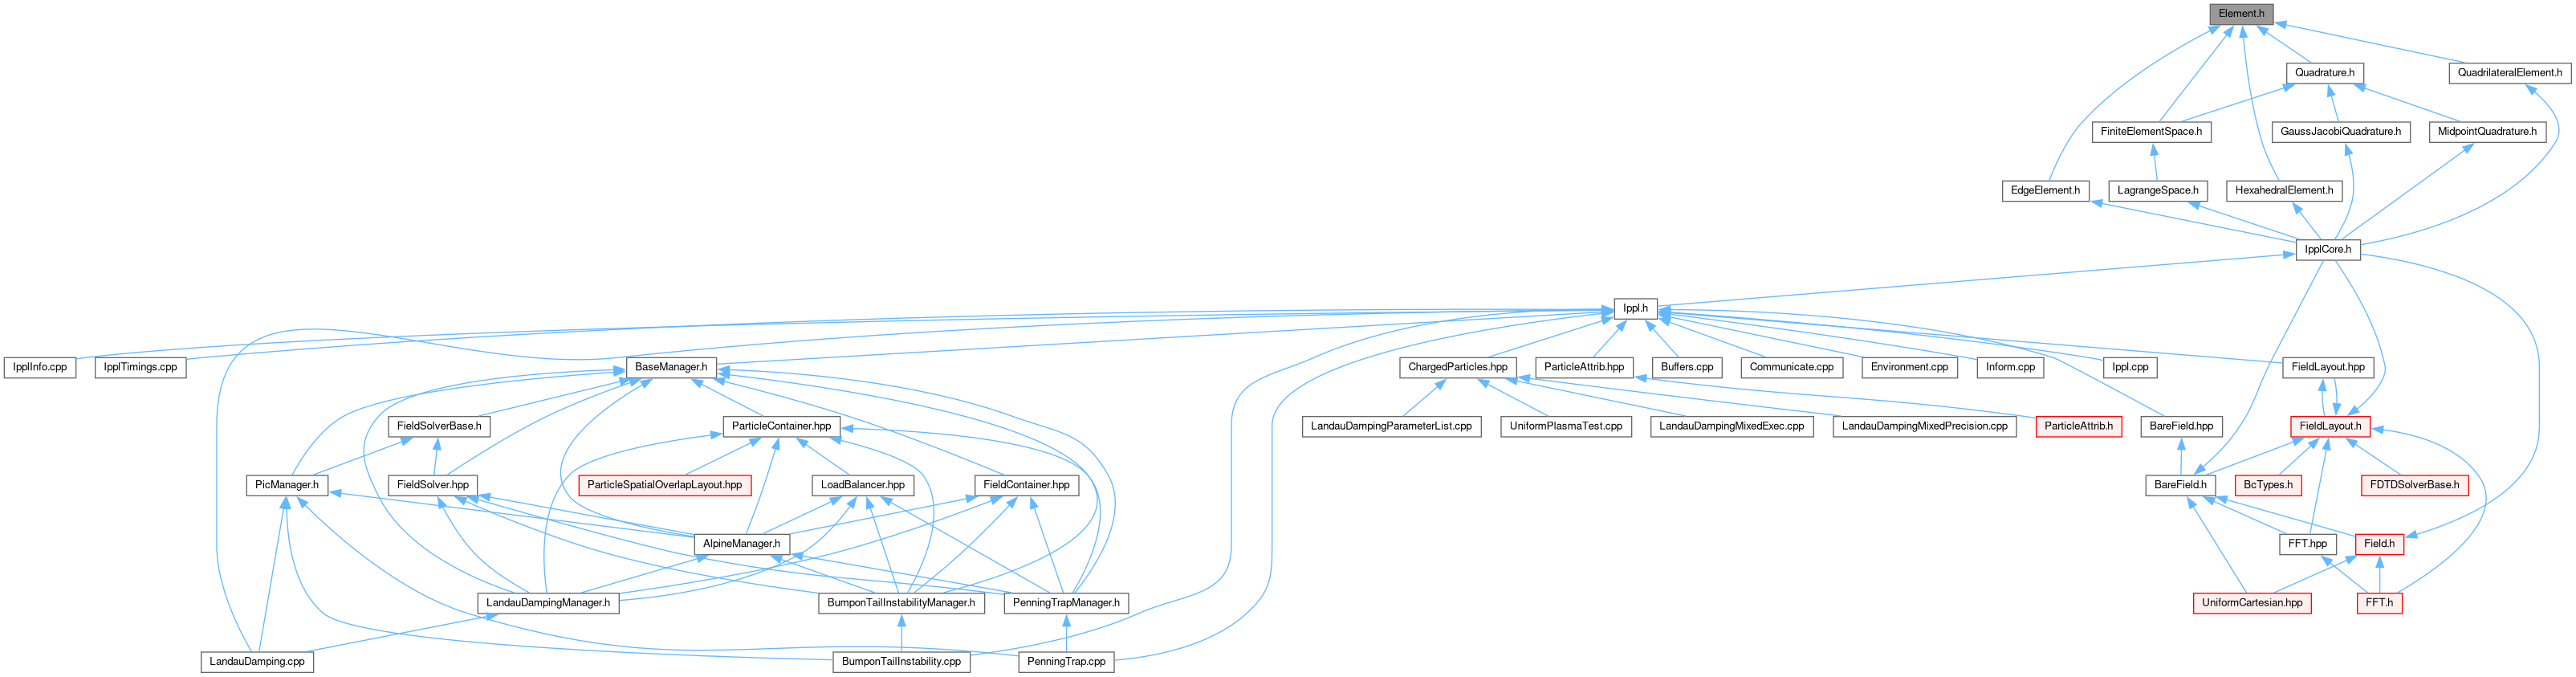 Element.h
Quadrature.h
QuadrilateralElement.h
FiniteElementSpace.h
GaussJacobiQuadrature.h
MidpointQuadrature.h
EdgeElement.h
LagrangeSpace.h
HexahedralElement.h
IpplCore.h
Ippl.h
IpplInfo.cpp
IpplTimings.cpp
BaseManager.h
ChargedParticles.hpp
ParticleAttrib.hpp
Buffers.cpp
Communicate.cpp
Environment.cpp
Inform.cpp
Ippl.cpp
FieldLayout.hpp
FieldSolverBase.h
ParticleContainer.hpp
LandauDampingParameterList.cpp
UniformPlasmaTest.cpp
LandauDampingMixedExec.cpp
LandauDampingMixedPrecision.cpp
ParticleAttrib.h
BareField.hpp
FieldLayout.h
PicManager.h
FieldSolver.hpp
ParticleSpatialOverlapLayout.hpp
LoadBalancer.hpp
FieldContainer.hpp
BareField.h
BcTypes.h
FDTDSolverBase.h
AlpineManager.h
FFT.hpp
Field.h
LandauDampingManager.h
BumponTailInstabilityManager.h
PenningTrapManager.h
UniformCartesian.hpp
FFT.h
LandauDamping.cpp
BumponTailInstability.cpp
PenningTrap.cpp